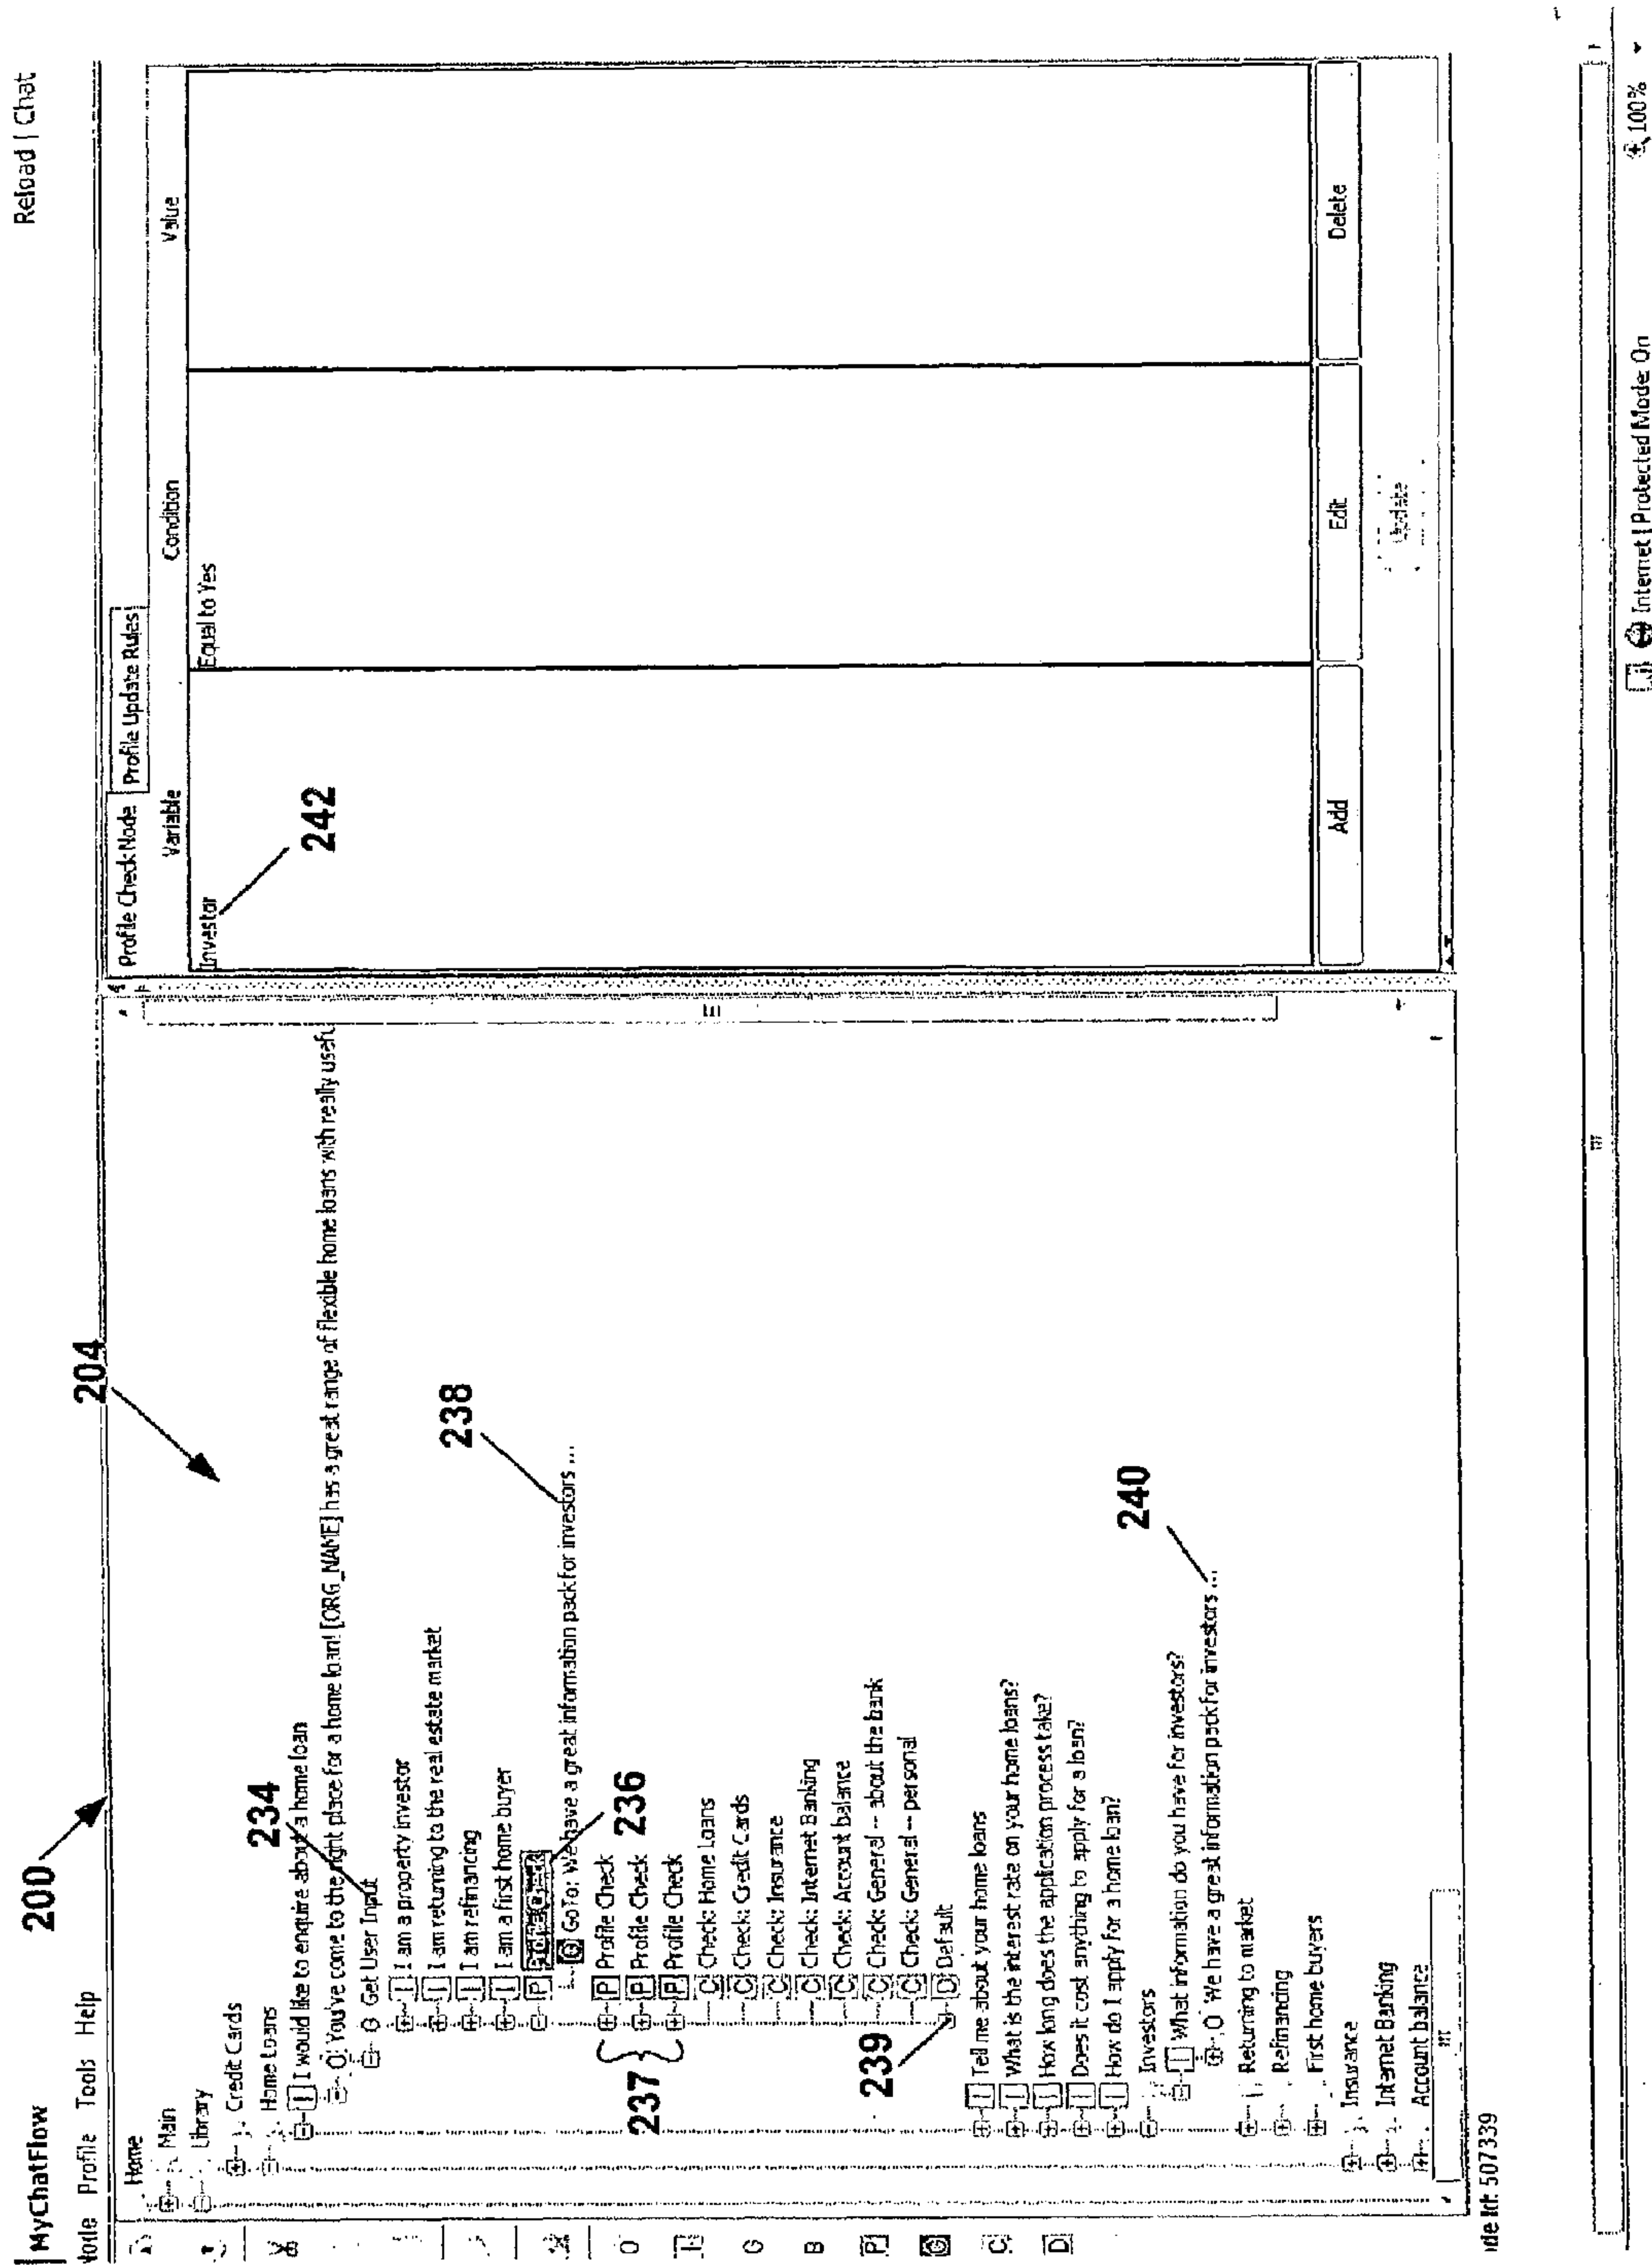 MyChatFlow
Reload | Chat
Node Profile Tools Help
200
204
Home
Main
Library
Credit Cards
Home Loans
234
I would like to enquire about a home loan
O: You've come to the right place for a home loan! [ORG_NAME] has a great range of flexible home loans with really usefu
G Get User Input
I I am a property investor
I I am returning to the real estate market
I I am refinancing
I I am a first home buyer
P Profile Check
236
238
G Go To: We have a great information pack for investors ...
237
P Profile Check
P Profile Check
P Profile Check
C Check: Home Loans
C Check: Credit Cards
C Check: Insurance
C Check: Internet Banking
C Check: Account balance
C Check: General -- about the bank
C Check: General -- personal
239
D Default
I Tell me about your home loans
I What is the interest rate on your home loans?
I How long does the application process take?
I Does it cost anything to apply for a loan?
I How do I apply for a home loan?
Investors
240
I What information do you have for investors?
O We have a great information pack for investors ...
Returning to market
Refinancing
First home buyers
Insurance
Internet Banking
Account balance
O
G
B
P
G
C
D
Profile Check Node Profile Update Rules
Variable Condition Value
Investor Equal to Yes
242
Add Edit Delete
Update
ode Id: 507339
Internet | Protected Mode: On 100%